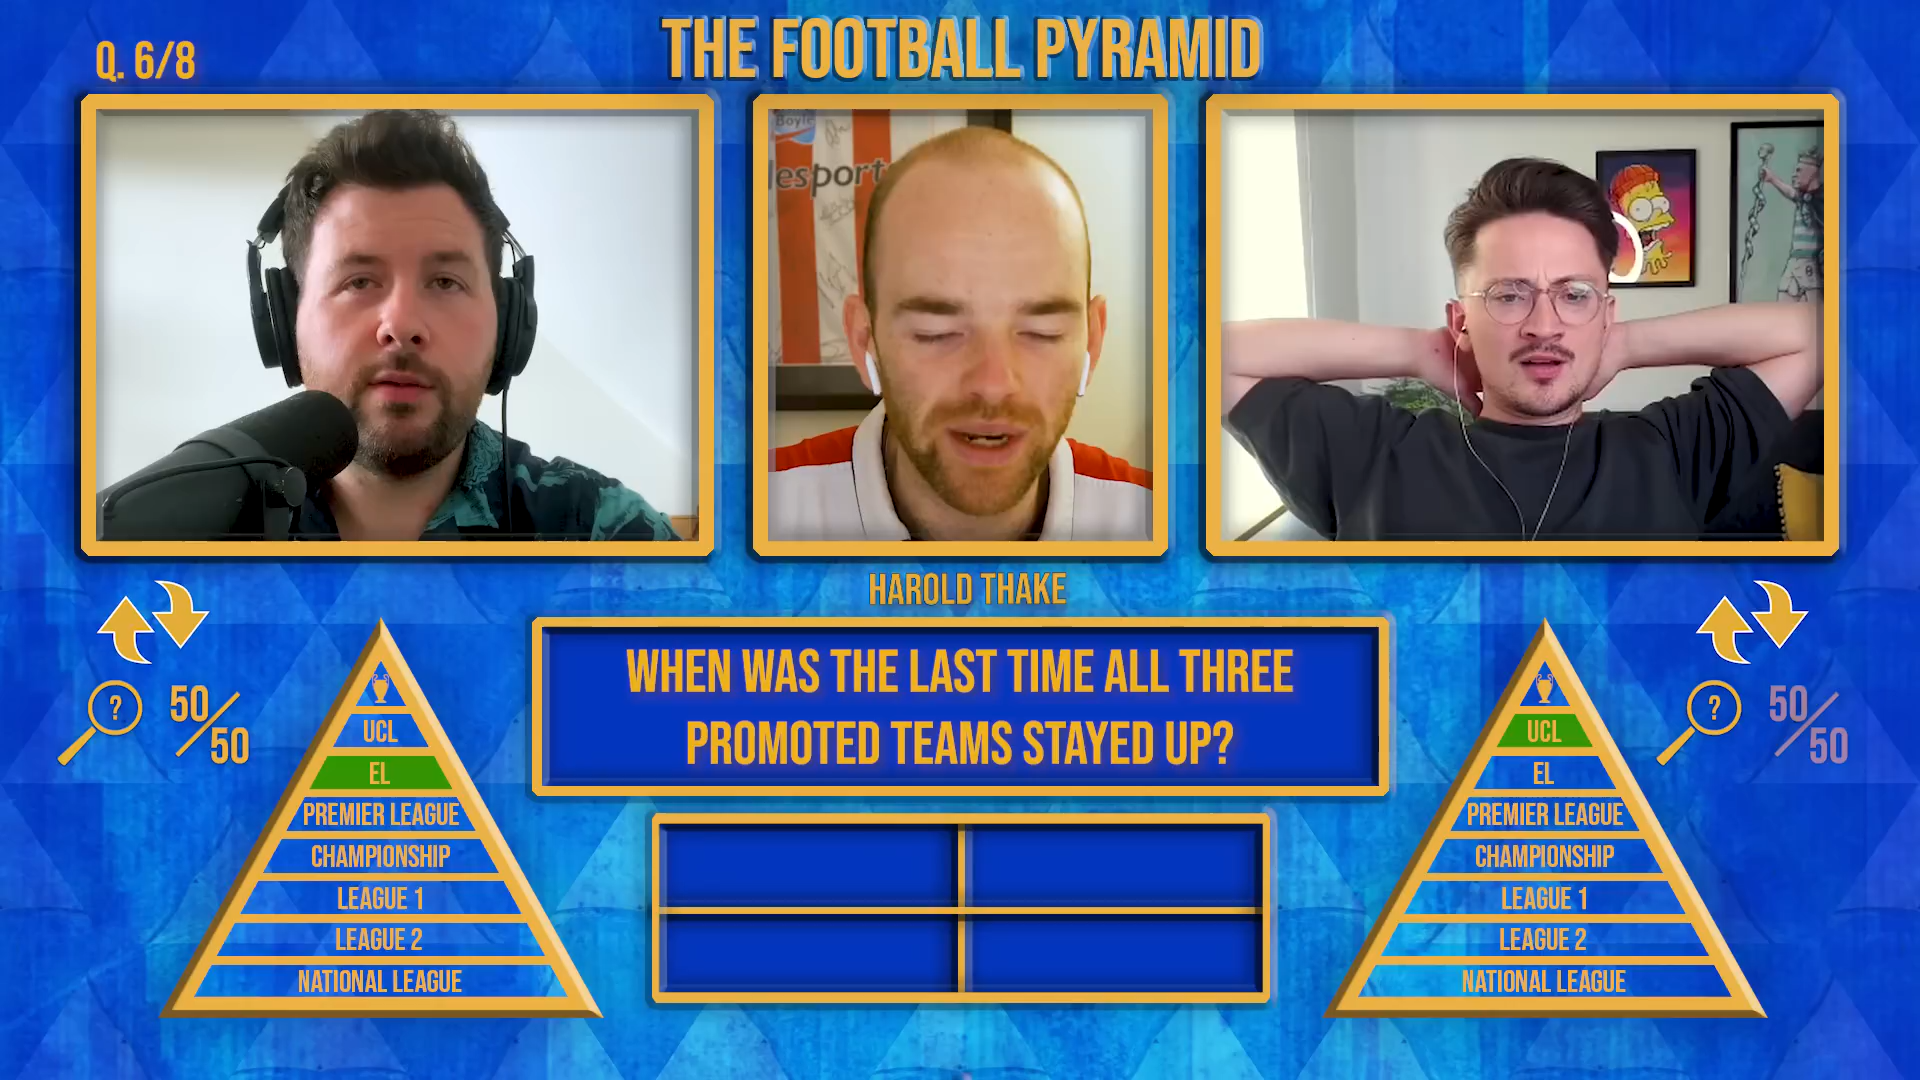 THE FOOTBALL PYRAMID
Q. 6/8
Boyle
lesport
HAROLD THAKE
WHEN WAS THE LAST TIME ALL THREE
PROMOTED TEAMS STAYED UP?
?
50/50
UCL
EL
PREMIER LEAGUE
CHAMPIONSHIP
LEAGUE 1
LEAGUE 2
NATIONAL LEAGUE
?
50/50
UCL
EL
PREMIER LEAGUE
CHAMPIONSHIP
LEAGUE 1
LEAGUE 2
NATIONAL LEAGUE